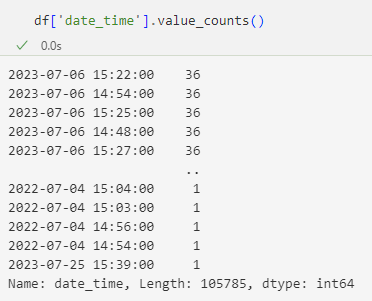 df['date_time'].value_counts()
✓ 0.0s
2023-07-06 15:22:00    36
2023-07-06 14:54:00    36
2023-07-06 15:25:00    36
2023-07-06 14:48:00    36
2023-07-06 15:27:00    36
..
2022-07-04 15:04:00    1
2022-07-04 15:03:00    1
2022-07-04 14:56:00    1
2022-07-04 14:54:00    1
2023-07-25 15:39:00    1
Name: date_time, Length: 105785, dtype: int64